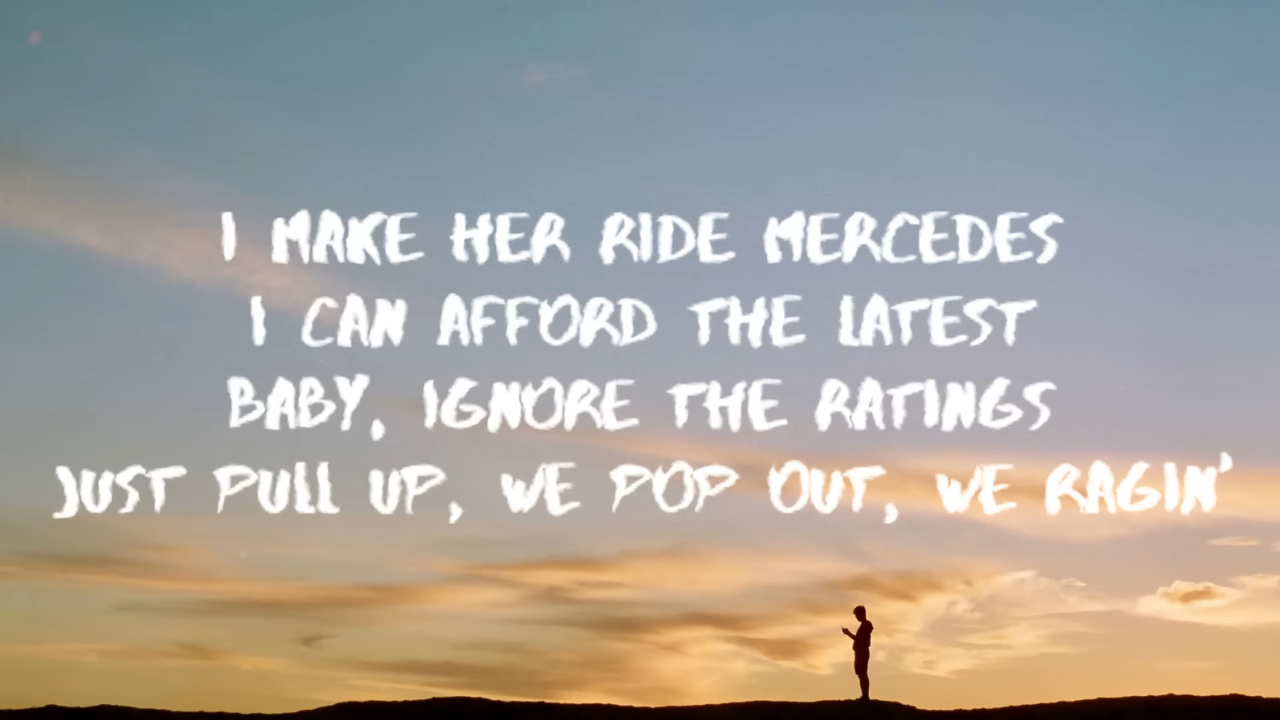 I MAKE HER RIDE MERCEDES
I CAN AFFORD THE LATEST
BABY, IGNORE THE RATINGS
JUST PULL UP, WE POP OUT, WE RAGIN'